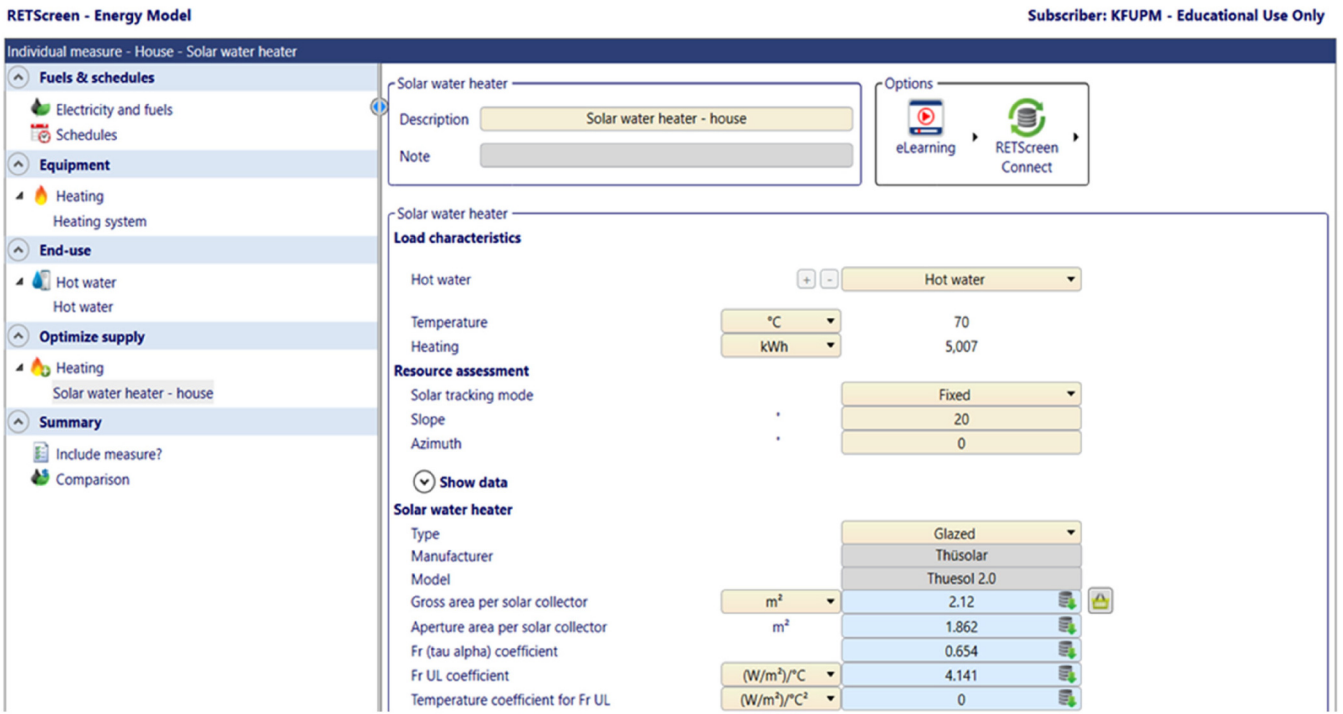 RETScreen - Energy Model
Subscriber: KFUPM - Educational Use Only
Individual measure - House - Solar water heater
Fuels & schedules
Electricity and fuels
Schedules
Equipment
Heating
Heating system
End-use
Hot water
Hot water
Optimize supply
Heating
Solar water heater - house
Summary
Include measure?
Comparison
Solar water heater
Description Solar water heater - house
Note
Options
eLearning
RETScreen
Connect
Solar water heater
Load characteristics
Hot water + - Hot water
Temperature °C 70
Heating kWh 5,007
Resource assessment
Solar tracking mode Fixed
Slope ° 20
Azimuth ° 0
Show data
Solar water heater
Type Glazed
Manufacturer Thüsolar
Model Thuesol 2.0
Gross area per solar collector m² 2.12
Aperture area per solar collector m² 1.862
Fr (tau alpha) coefficient 0.654
Fr UL coefficient (W/m²)/°C 4.141
Temperature coefficient for Fr UL (W/m²)/°C² 0